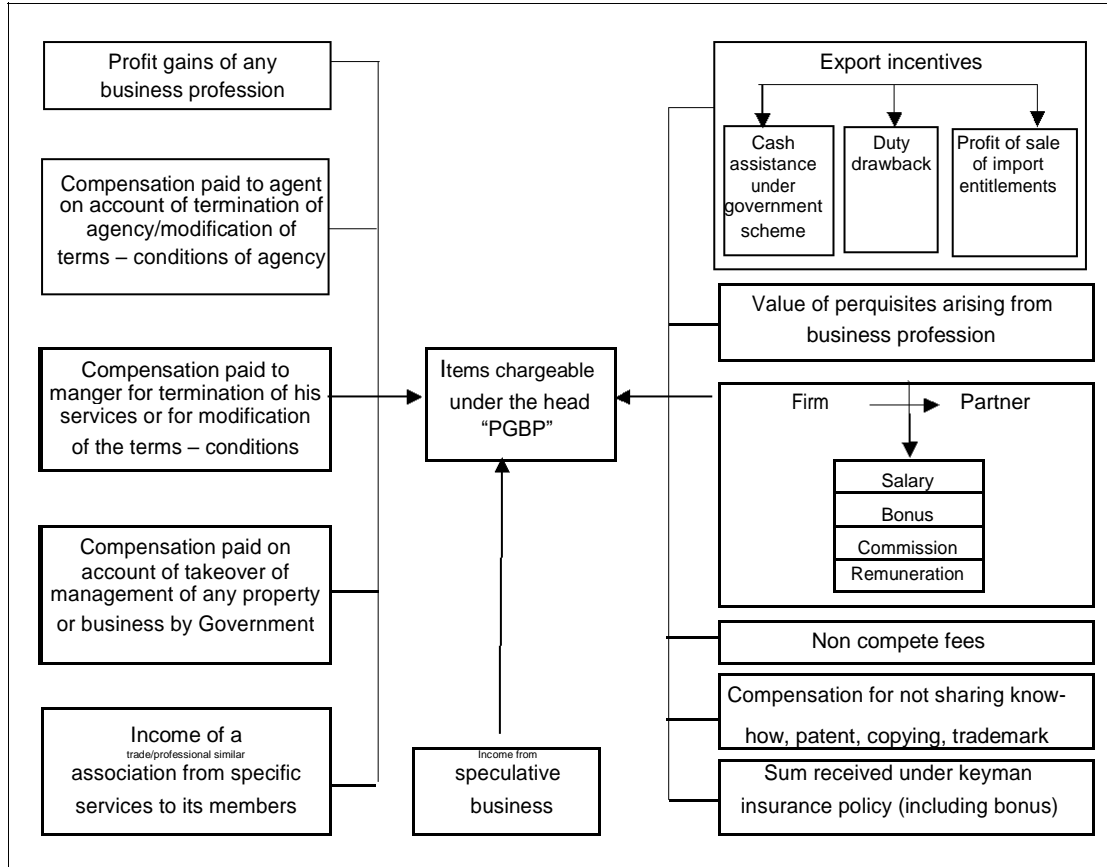 Profit gains of any
business profession
Compensation paid to agent
on account of termination of
agency/modification of
terms – conditions of agency
Compensation paid to
manger for termination of his
services or for modification
of the terms – conditions
Compensation paid on
account of takeover of
management of any property
or business by Government
Income of a
trade/professional similar
association from specific
services to its members
Items chargeable
under the head
“PGBP”
Income from
speculative
business
Export incentives
Cash
assistance
under
government
scheme
Duty
drawback
Profit of sale
of import
entitlements
Value of perquisites arising from
business profession
Firm
Partner
Salary
Bonus
Commission
Remuneration
Non compete fees
Compensation for not sharing know-
how, patent, copying, trademark
Sum received under keyman
insurance policy (including bonus)